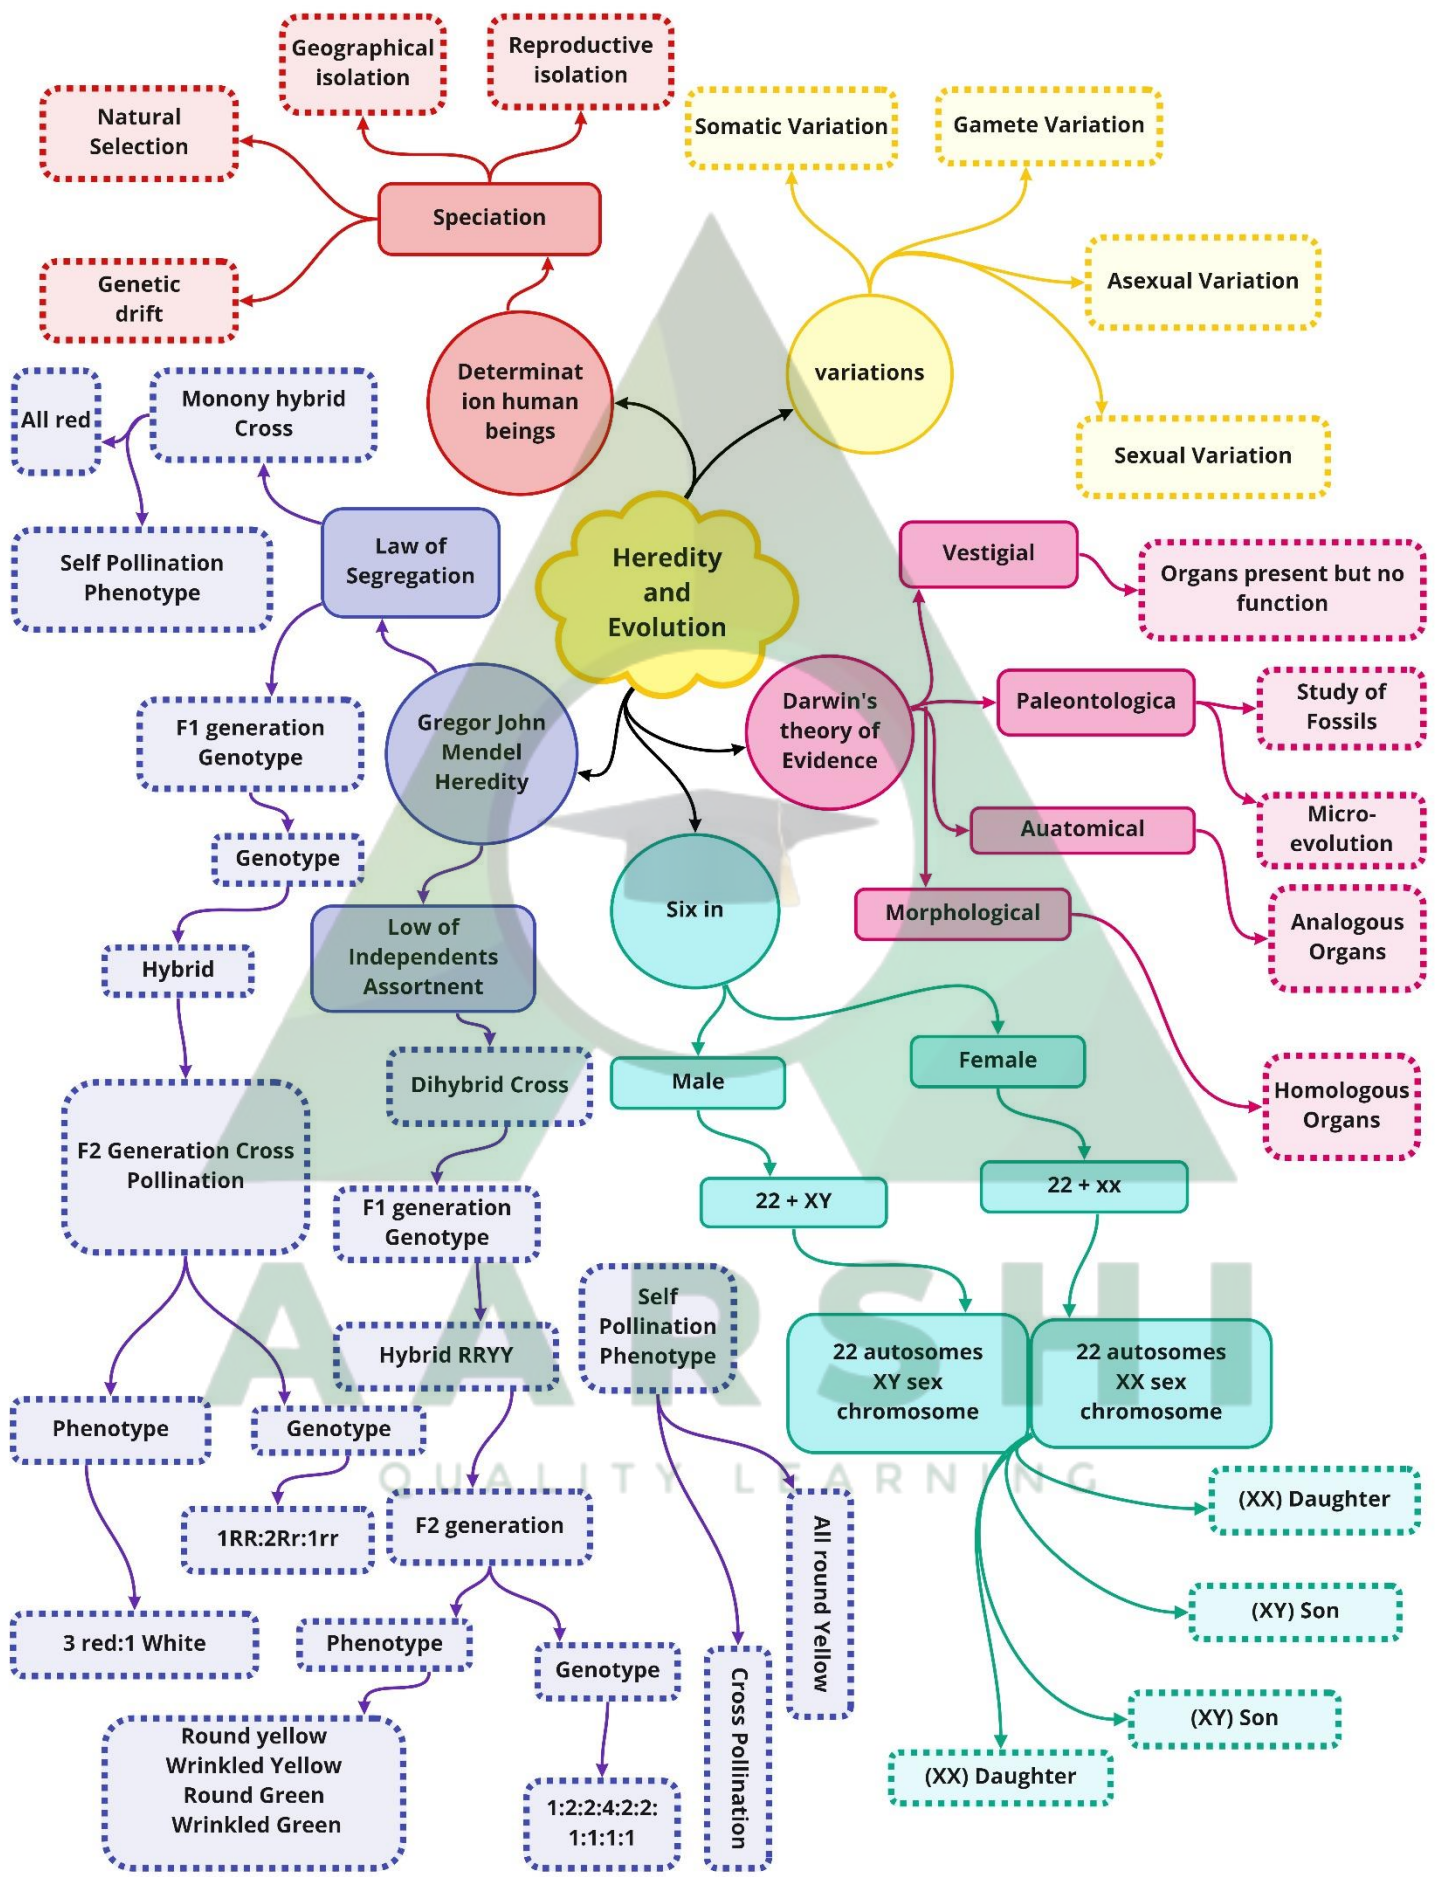 Geographical
isolation
Reproductive
isolation
Natural
Selection
Somatic Variation
Gamete Variation
Speciation
Genetic
drift
Asexual Variation
Determinat
ion human
beings
variations
All red
Monony hybrid
Cross
Sexual Variation
Self Pollination
Phenotype
Law of
Segregation
Heredity
and
Evolution
Vestigial
Organs present but no
function
F1 generation
Genotype
Gregor John
Mendel
Heredity
Darwin's
theory of
Evidence
Paleontologica
Study of
Fossils
Genotype
Auatomical
Micro-
evolution
Hybrid
Low of
Independents
Assortnent
Six in
Morphological
Analogous
Organs
Dihybrid Cross
Male
Female
Homologous
Organs
F2 Generation Cross
Pollination
F1 generation
Genotype
22 + XY
22 + xx
AARSHI
QUALITY LEARNING
Hybrid RRYY
Self
Pollination
Phenotype
22 autosomes
XY sex
chromosome
22 autosomes
XX sex
chromosome
Phenotype
Genotype
1RR:2Rr:1rr
F2 generation
All round Yellow
(XX) Daughter
3 red:1 White
Phenotype
Genotype
Cross Pollination
(XY) Son
(XY) Son
(XX) Daughter
Round yellow
Wrinkled Yellow
Round Green
Wrinkled Green
1:2:2:4:2:2:
1:1:1:1